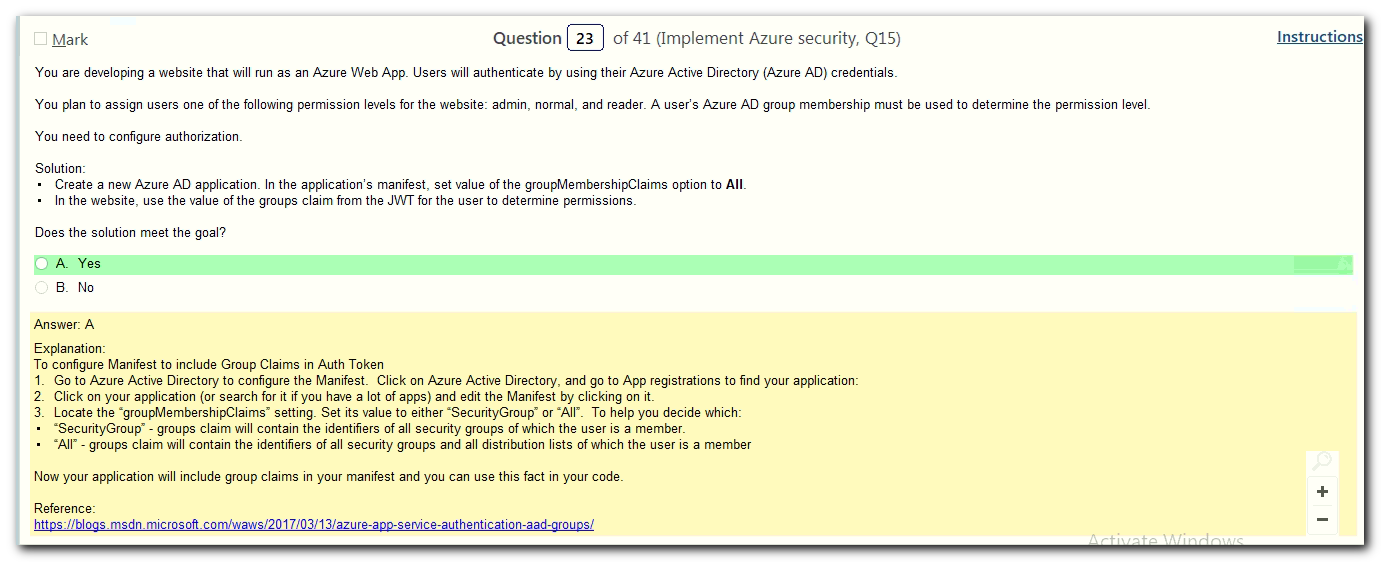 Mark
Question 23 of 41 (Implement Azure security, Q15)
Instructions
You are developing a website that will run as an Azure Web App. Users will authenticate by using their Azure Active Directory (Azure AD) credentials.
You plan to assign users one of the following permission levels for the website: admin, normal, and reader. A user's Azure AD group membership must be used to determine the permission level.
You need to configure authorization.
Solution:
▪ Create a new Azure AD application. In the application's manifest, set value of the groupMembershipClaims option to All.
▪ In the website, use the value of the groups claim from the JWT for the user to determine permissions.
Does the solution meet the goal?
A. Yes
B. No
Answer: A
Explanation:
To configure Manifest to include Group Claims in Auth Token
1. Go to Azure Active Directory to configure the Manifest. Click on Azure Active Directory, and go to App registrations to find your application:
2. Click on your application (or search for it if you have a lot of apps) and edit the Manifest by clicking on it.
3. Locate the “groupMembershipClaims” setting. Set its value to either “SecurityGroup” or “All”. To help you decide which:
▪ “SecurityGroup” - groups claim will contain the identifiers of all security groups of which the user is a member.
▪ “All” - groups claim will contain the identifiers of all security groups and all distribution lists of which the user is a member
Now your application will include group claims in your manifest and you can use this fact in your code.
Reference:
https://blogs.msdn.microsoft.com/waws/2017/03/13/azure-app-service-authentication-aad-groups/
+
−
Activate Windows